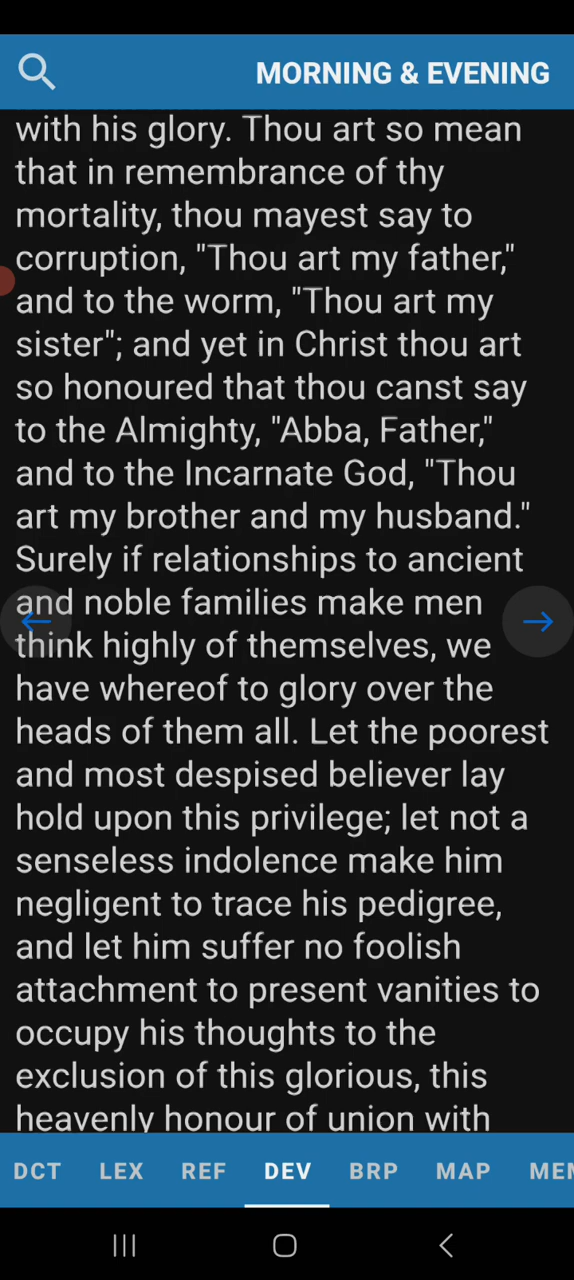 MORNING & EVENING
with his glory. Thou art so mean
that in remembrance of thy
mortality, thou mayest say to
corruption, "Thou art my father,"
and to the worm, "Thou art my
sister"; and yet in Christ thou art
so honoured that thou canst say
to the Almighty, "Abba, Father,"
and to the Incarnate God, "Thou
art my brother and my husband."
Surely if relationships to ancient
and noble families make men
think highly of themselves, we
have whereof to glory over the
heads of them all. Let the poorest
and most despised believer lay
hold upon this privilege; let not a
senseless indolence make him
negligent to trace his pedigree,
and let him suffer no foolish
attachment to present vanities to
occupy his thoughts to the
exclusion of this glorious, this
heavenly honour of union with
DCT LEX REF DEV BRP MAP MEM